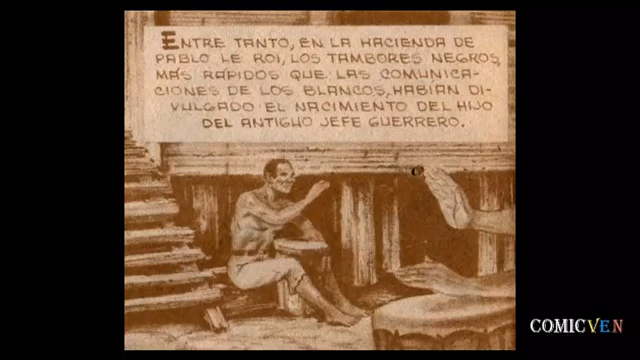 ENTRE TANTO, EN LA HACIENDA DE
PABLO LE ROI, LOS TAMBORES NEGROS,
MÁS RÁPIDOS QUE LAS COMUNICA-
CIONES DE LOS BLANCOS, HABÍAN DI-
VULGADO EL NACIMIENTO DEL HIJO
DEL ANTIGUO JEFE GUERRERO.
COMICVEN